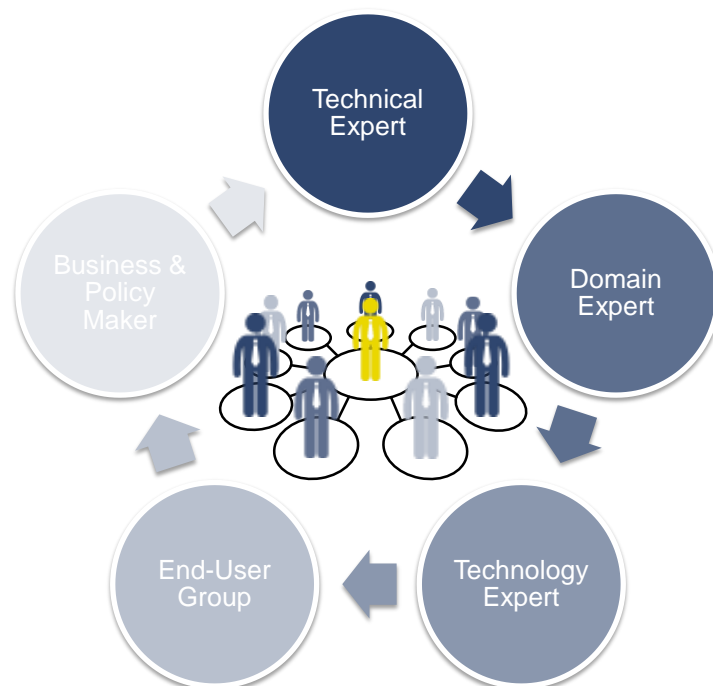 Technical
Expert
Domain
Expert
Technology
Expert
End-User
Group
Business &
Policy
Maker